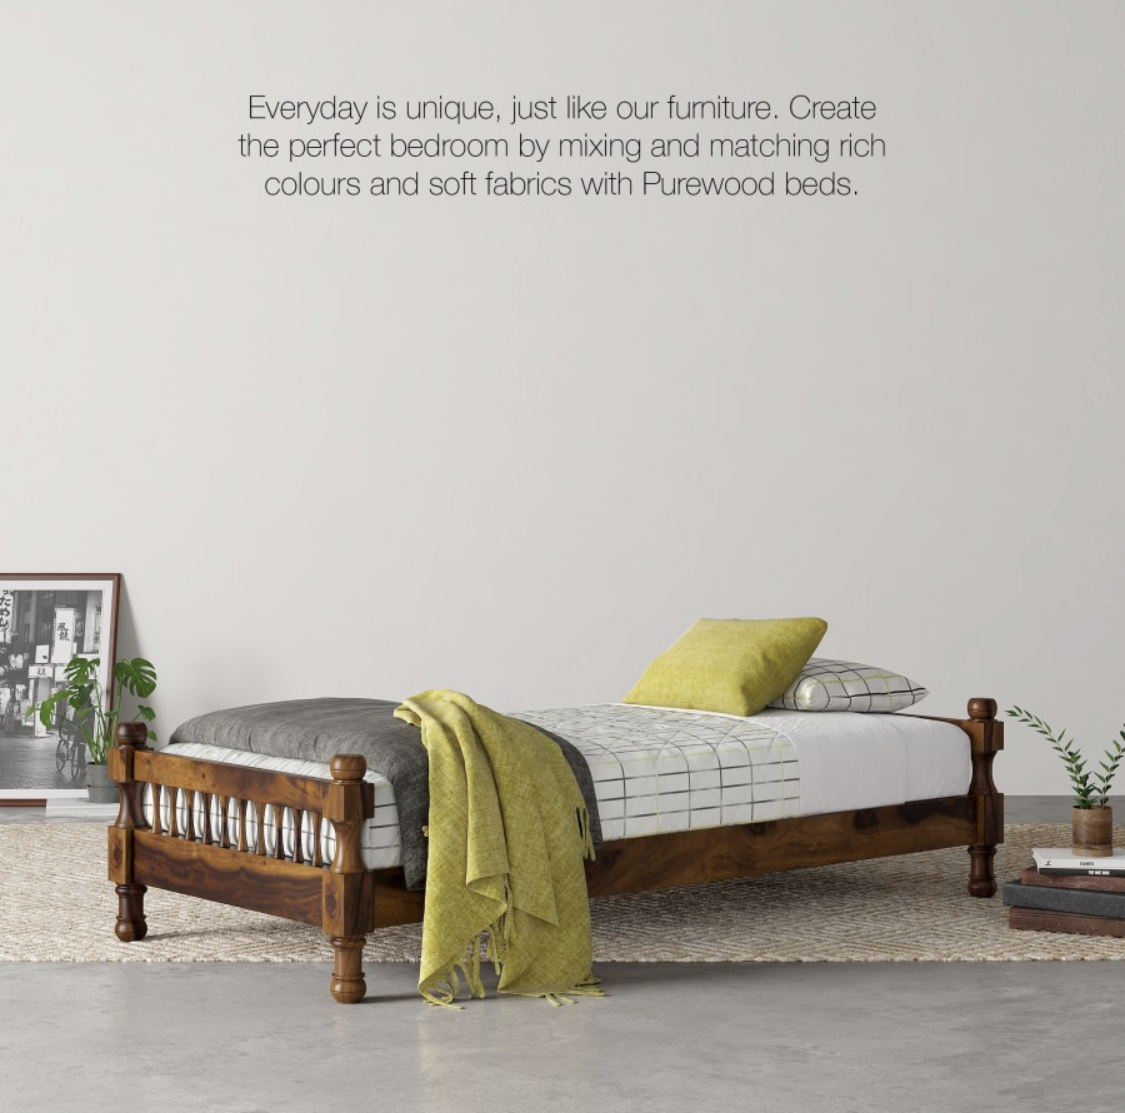 Everyday is unique, just like our furniture. Create
the perfect bedroom by mixing and matching rich
colours and soft fabrics with Purewood beds.